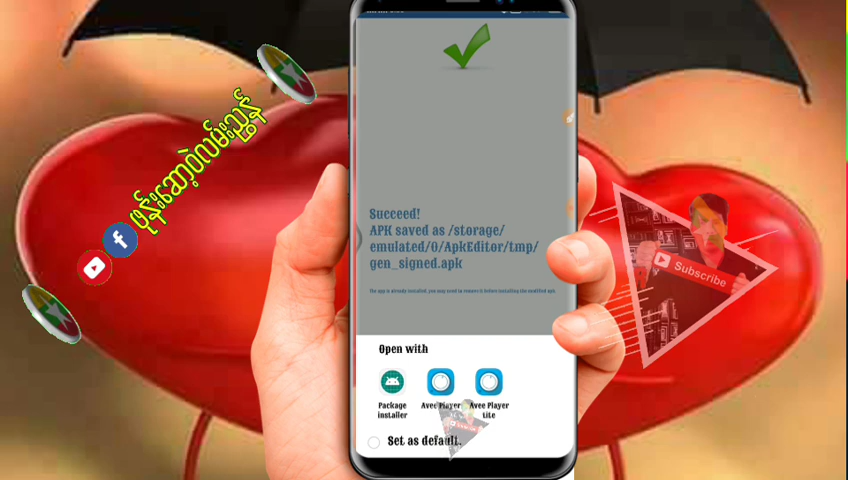 ဖုန်းဆော့ဝဲလမ်းညွှန်
Succeed!
APK saved as /storage/
emulated/0/ApkEditor/tmp/
gen_signed.apk
Open with
Package
installer
Avee Player
Avee Player
Lite
Set as default.
Subscribe